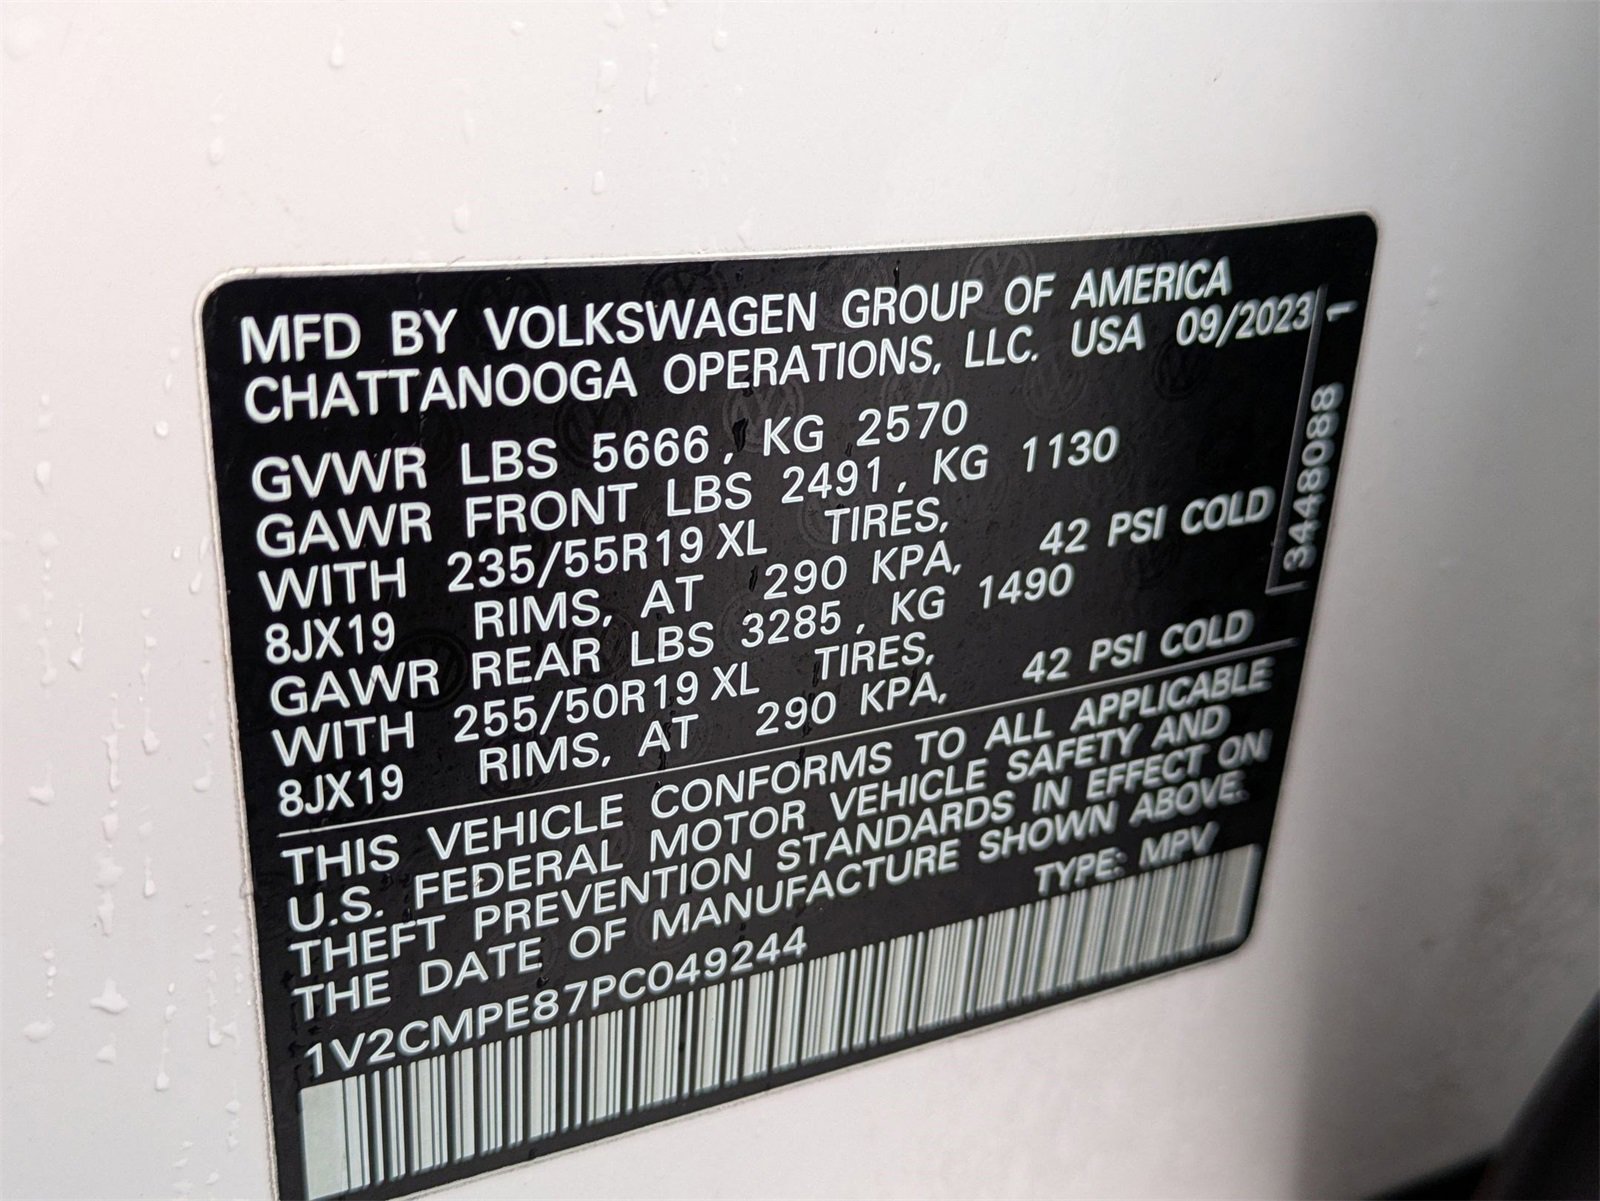 MFD BY VOLKSWAGEN GROUP OF AMERICA
CHATTANOOGA OPERATIONS, LLC. USA 09/2023
GVWR LBS 5666, KG 2570
GAWR FRONT LBS 2491, KG 1130
WITH 235/55R19 XL TIRES,
8JX19 RIMS, AT 290 KPA, 42 PSI COLD
GAWR REAR LBS 3285, KG 1490
WITH 255/50R19 XL TIRES,
8JX19 RIMS, AT 290 KPA, 42 PSI COLD
THIS VEHICLE CONFORMS TO ALL APPLICABLE
U.S. FEDERAL MOTOR VEHICLE SAFETY AND
THEFT PREVENTION STANDARDS IN EFFECT ON
THE DATE OF MANUFACTURE SHOWN ABOVE.
TYPE: MPV
1V2CMPE87PC049244
3448088 1